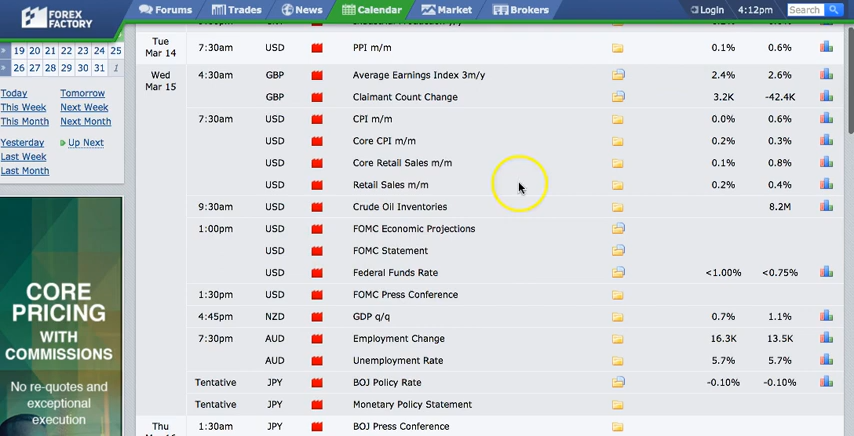 FOREX FACTORY Forums Trades News Calendar Market Brokers Login 4:12pm Search
» 19 20 21 22 23 24 25
» 26 27 28 29 30 31 1
Today Tomorrow
This Week Next Week
This Month Next Month
Yesterday Up Next
Last Week
Last Month
CORE
PRICING
WITH
COMMISSIONS
No re-quotes and
exceptional
execution
Tue Mar 14 7:30am USD PPI m/m 0.1% 0.6%
Wed Mar 15 4:30am GBP Average Earnings Index 3m/y 2.4% 2.6%
GBP Claimant Count Change 3.2K -42.4K
7:30am USD CPI m/m 0.0% 0.6%
USD Core CPI m/m 0.2% 0.3%
USD Core Retail Sales m/m 0.1% 0.8%
USD Retail Sales m/m 0.2% 0.4%
9:30am USD Crude Oil Inventories 8.2M
1:00pm USD FOMC Economic Projections
USD FOMC Statement
USD Federal Funds Rate <1.00% <0.75%
1:30pm USD FOMC Press Conference
4:45pm NZD GDP q/q 0.7% 1.1%
7:30pm AUD Employment Change 16.3K 13.5K
AUD Unemployment Rate 5.7% 5.7%
Tentative JPY BOJ Policy Rate -0.10% -0.10%
Tentative JPY Monetary Policy Statement
Thu 1:30am JPY BOJ Press Conference